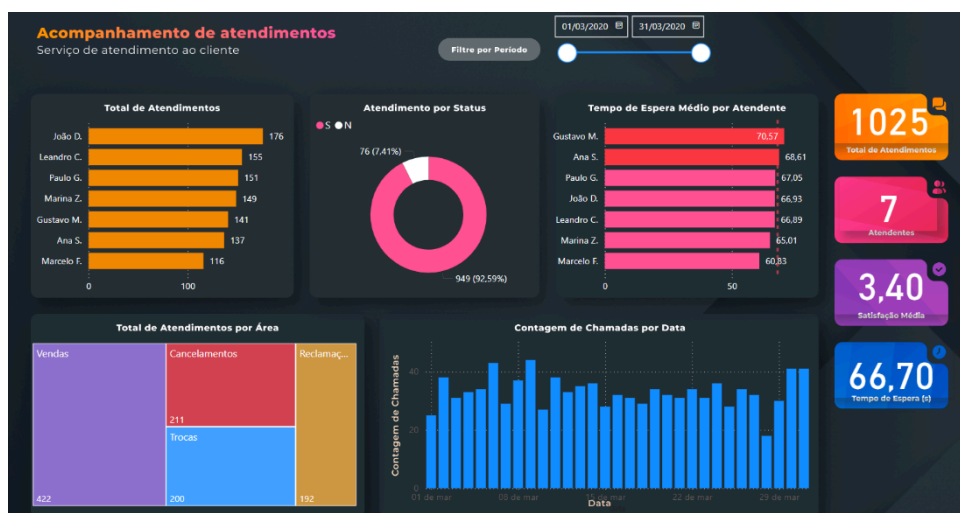 Acompanhamento de atendimentos
Serviço de atendimento ao cliente
Filtre por Período
01/03/2020
31/03/2020
Total de Atendimentos
João D.
176
Leandro C.
155
Paulo G.
151
Marina Z.
149
Gustavo M.
141
Ana S.
137
Marcelo F.
116
0
100
Atendimento por Status
S
N
76 (7,41%)
949 (92,59%)
Tempo de Espera Médio por Atendente
Gustavo M.
70,57
Ana S.
68,61
Paulo G.
67,05
João D.
66,93
Leandro C.
66,89
Marina Z.
65,01
Marcelo F.
60,83
0
50
1025
Total de Atendimentos
7
Atendentes
3,40
Satisfação Média
66,70
Tempo de Espera (s)
Total de Atendimentos por Área
Vendas
422
Cancelamentos
211
Trocas
200
Reclamaç...
192
Contagem de Chamadas por Data
Contagem de Chamadas
40
20
0
01 de mar
08 de mar
15 de mar
22 de mar
29 de mar
Data